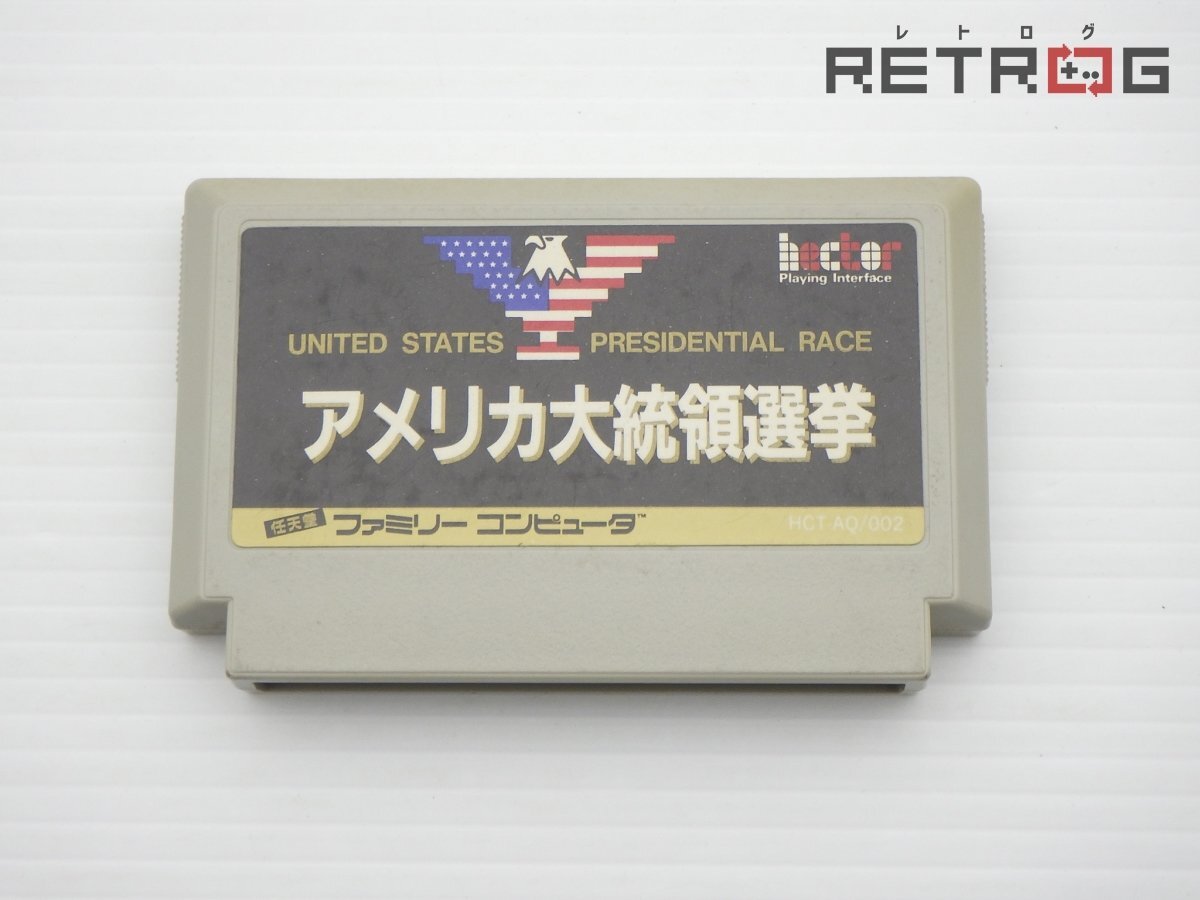 レトログ
RETROG
hector
Playing Interface
UNITED STATES PRESIDENTIAL RACE
アメリカ大統領選挙
任天堂 ファミリー コンピュータ™ HCT AQ/002